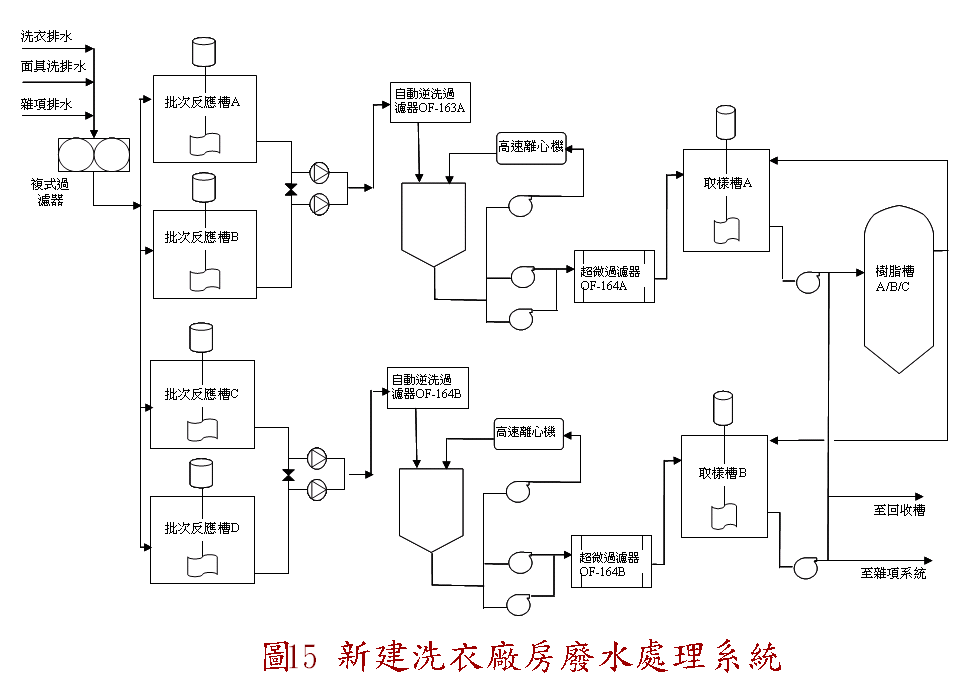 洗衣排水
面具洗排水
雜項排水
複式過
濾器
批次反應槽A
批次反應槽B
自動逆洗過
濾器OF-163A
高速離心機
超微過濾器
OF-164A
取樣槽A
樹脂槽
A/B/C
批次反應槽C
批次反應槽D
自動逆洗過
濾器OF-164B
高速離心機
超微過濾器
OF-164B
取樣槽B
至回收槽
至雜項系統
圖15 新建洗衣廠房廢水處理系統